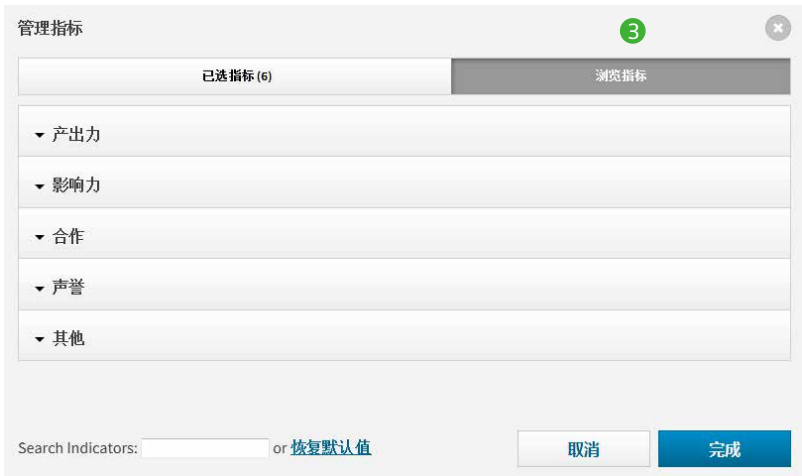 管理指标
3
已选指标(6) 浏览指标
产出力
影响力
合作
声誉
其他
Search Indicators: or 恢复默认值 取消 完成